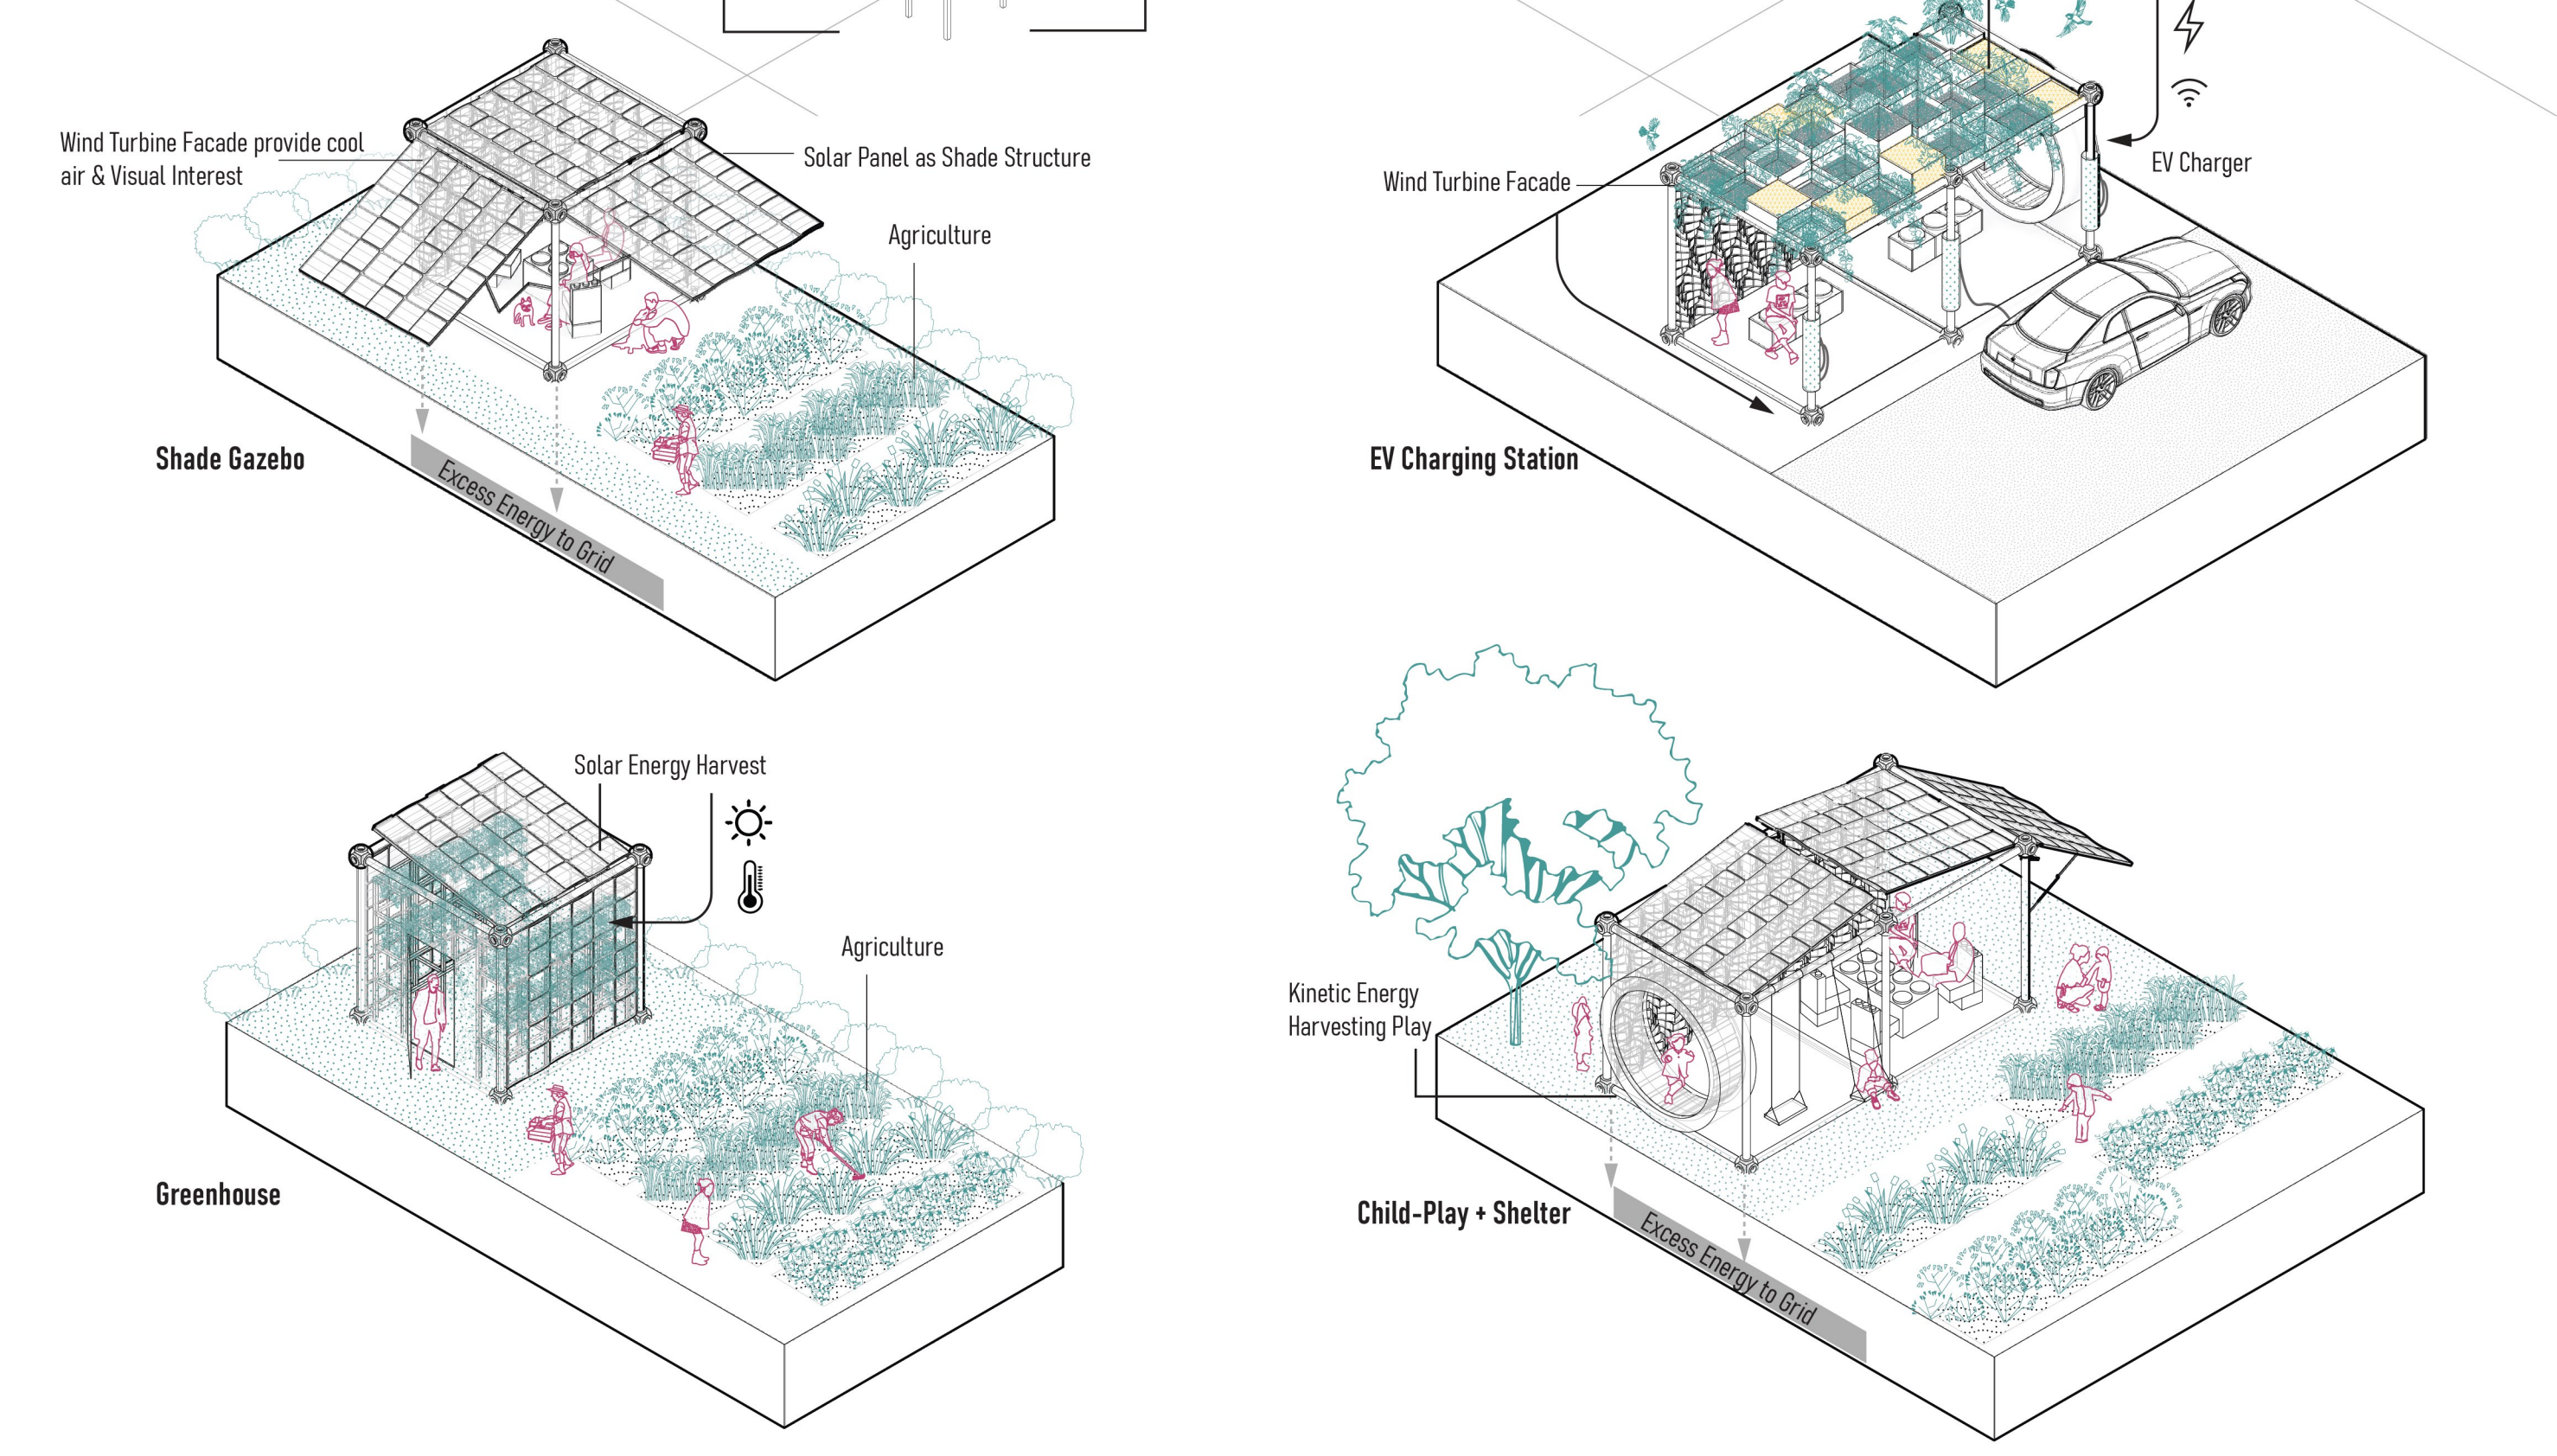 Wind Turbine Facade provide cool
air & Visual Interest
Solar Panel as Shade Structure
Agriculture
Shade Gazebo
Excess Energy to Grid
Wind Turbine Facade
EV Charger
EV Charging Station
Solar Energy Harvest
Agriculture
Greenhouse
Kinetic Energy
Harvesting Play
Child-Play + Shelter
Excess Energy to Grid